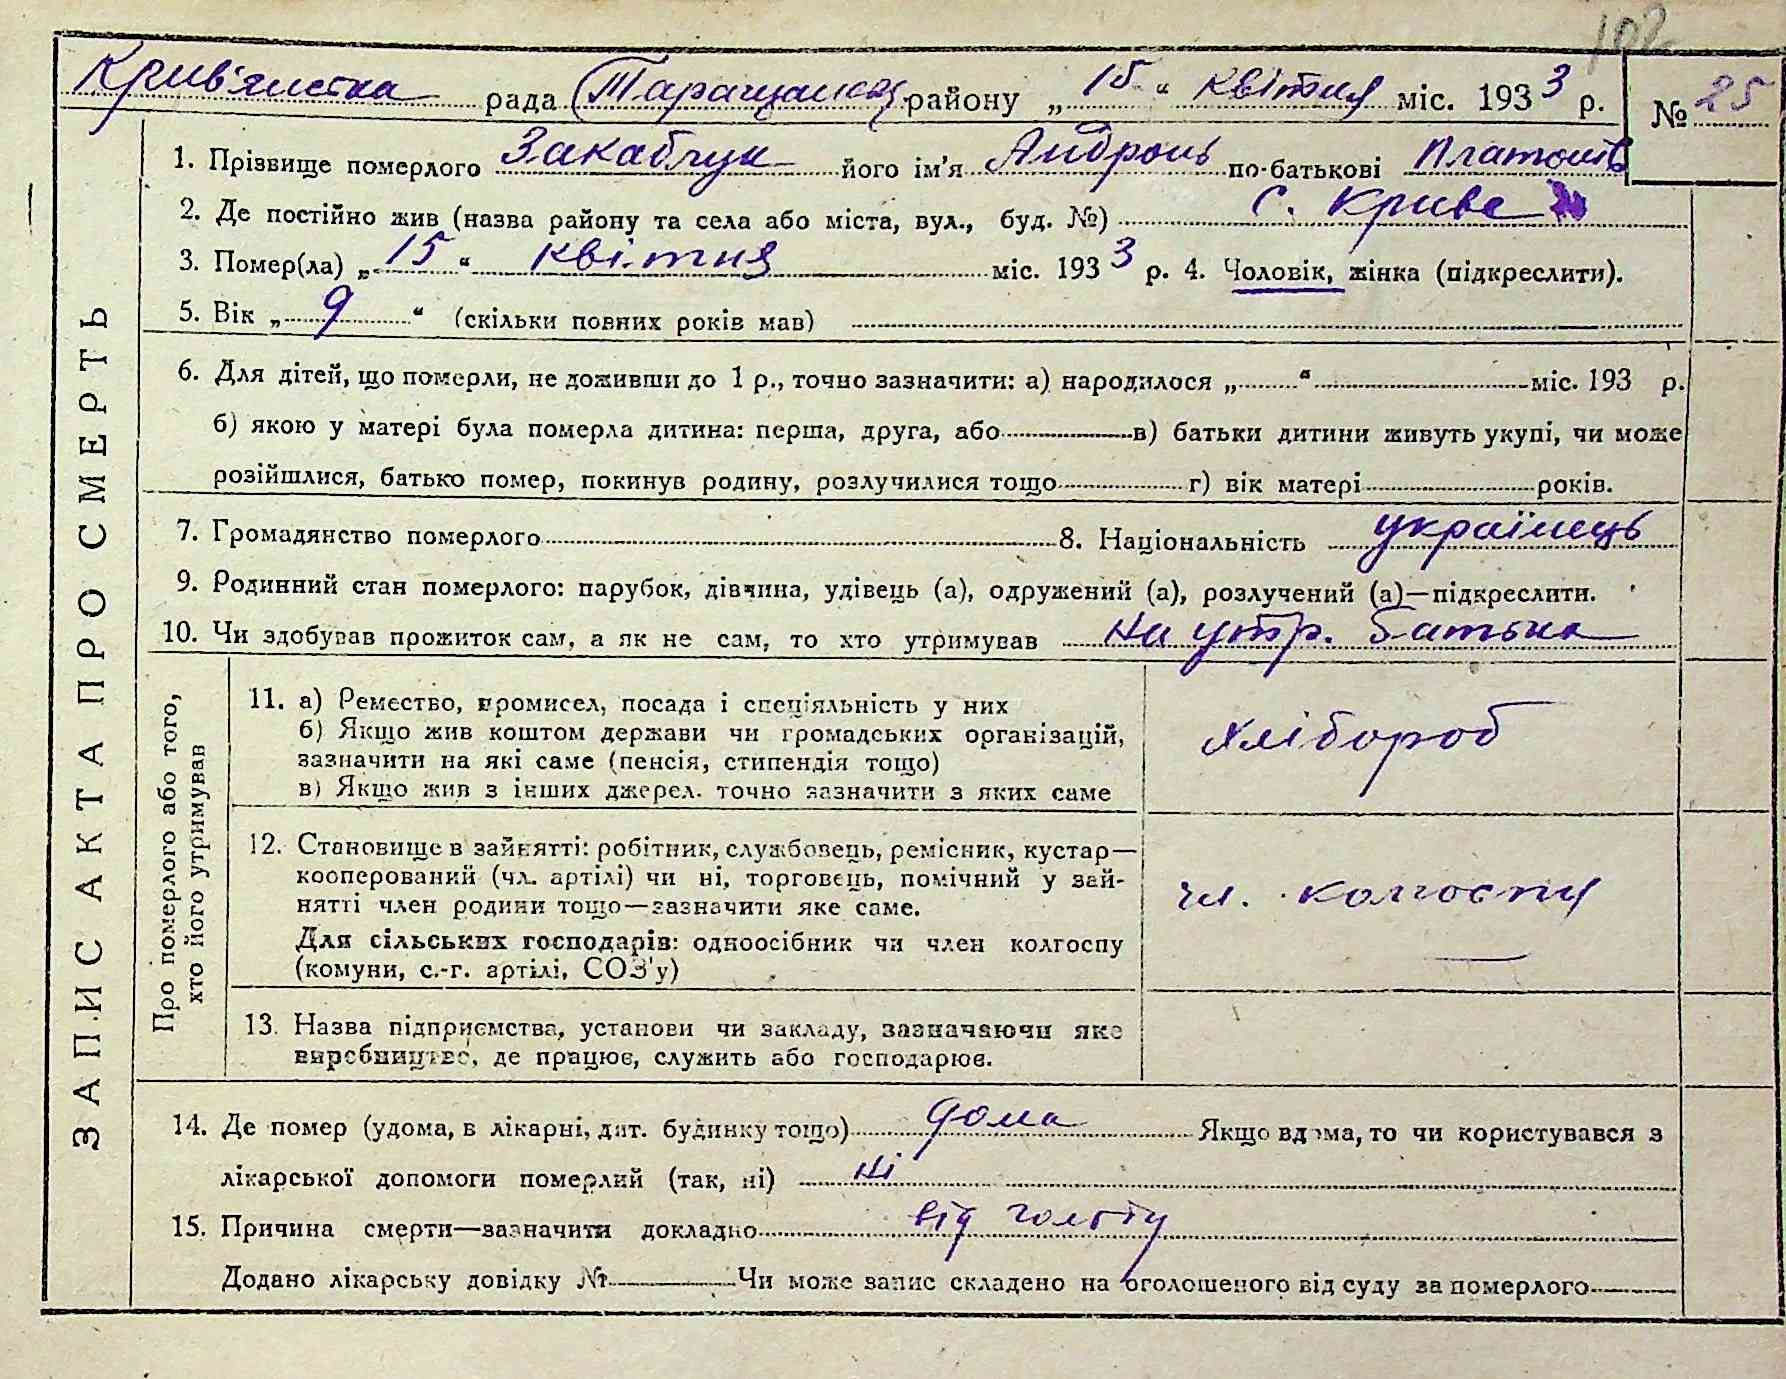 102
Крив'янська рада (Таращанск) району „15“ квітня міс. 1933 р. № 25
ЗАПИС АКТА ПРО СМЕРТЬ
1. Прізвище померлого Закаблук його ім'я Андронь по-батькові Платонів
2. Де постійно жив (назва району та села або міста, вул., буд. №) с. Криве
3. Помер(ла) „15“ квітня міс. 1933 р. 4. Чоловік, жінка (підкреслити).
5. Вік „9“ (скільки повних років мав)
6. Для дітей, що померли, не доживши до 1 р., точно зазначити: а) народилося „ “ міс. 193 р.
б) якою у матері була померла дитина: перша, друга, або в) батьки дитини живуть укупі, чи може
розійшлися, батько помер, покинув родину, розлучилися тощо г) вік матері років.
7. Громадянство померлого 8. Національність українець
9. Родинний стан померлого: парубок, дівчина, удівець (а), одружений (а), розлучений (а)—підкреслити.
10. Чи здобував прожиток сам, а як не сам, то хто утримував на утр. батька
Про померлого або того,
хто його утримував
11. а) Ремество, промисел, посада і спеціяльність у них
б) Якщо жив коштом держави чи громадських організацій,
зазначити на які саме (пенсія, стипендія тощо)
в) Якщо жив з інших джерел. точно зазначити з яких саме
хлібороб
12. Становище в зайнятті: робітник, службовець, ремісник, кустар—
кооперований (чл. артілі) чи ні, торговець, помічний у зай-
нятті член родини тощо—зазначити яке саме.
Для сільських господарів: одноосібник чи член колгоспу
(комуни, с.-г. артілі, СОЗ'у)
чл. колгоспу
13. Назва підприємства, установи чи закладу, зазначаючи яке
виробництво, де працює, служить або господарює.
14. Де помер (удома, в лікарні, дит. будинку тощо) дома Якщо вдома, то чи користувався з
лікарської допомоги померлий (так, ні) ні
15. Причина смерти—зазначити докладно від голоду
Додано лікарську довідку № Чи може запис складено на оголошеного від суду за померлого